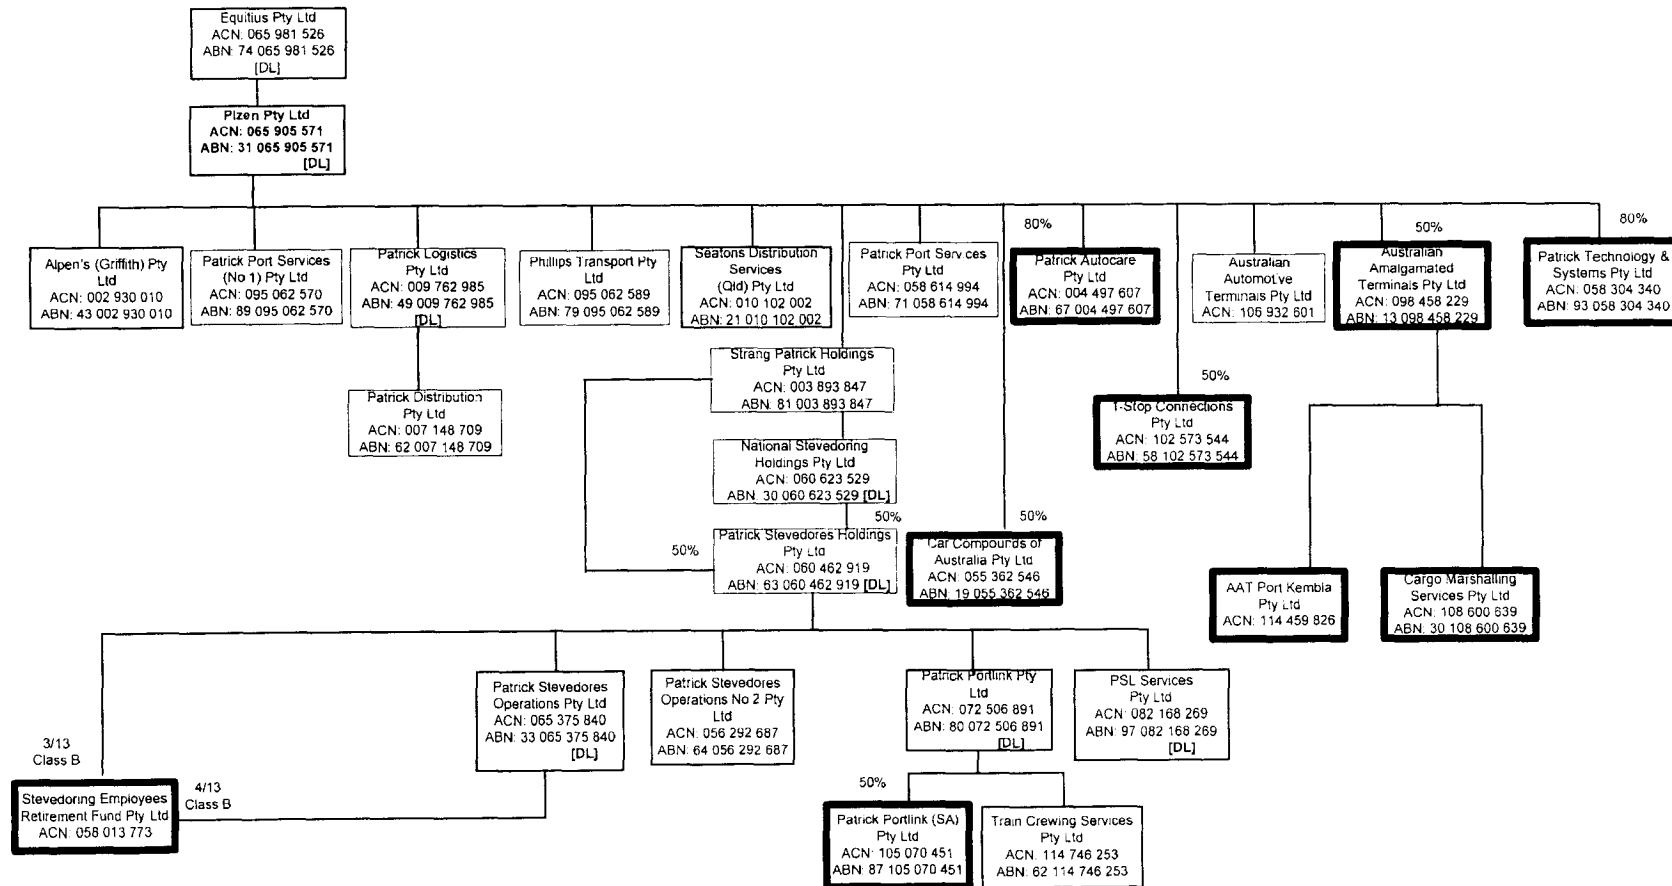 Equitius Pty Ltd
ACN: 065 981 526
ABN: 74 065 981 526
[DL]
Plzen Pty Ltd
ACN: 065 905 571
ABN: 31 065 905 571
[DL]
Alpen's (Griffith) Pty
Ltd
ACN: 002 930 010
ABN: 43 002 930 010
Patrick Port Services
(No 1) Pty Ltd
ACN: 095 062 570
ABN: 89 095 062 570
Patrick Logistics
Pty Ltd
ACN: 009 762 985
ABN: 49 009 762 985
[DL]
Phillips Transport Pty
Ltd
ACN: 095 062 589
ABN: 79 095 062 589
Seatons Distribution
Services
(Qld) Pty Ltd
ACN: 010 102 002
ABN: 21 010 102 002
Patrick Port Services
Pty Ltd
ACN: 058 614 994
ABN: 71 058 614 994
80%
Patrick Autocare
Pty Ltd
ACN: 004 497 607
ABN: 67 004 497 607
Australian
Automotive
Terminals Pty Ltd
ACN: 106 932 601
50%
Australian
Amalgamated
Terminals Pty Ltd
ACN: 098 458 229
ABN: 13 098 458 229
80%
Patrick Technology &
Systems Pty Ltd
ACN: 058 304 340
ABN: 93 058 304 340
Patrick Distribution
Pty Ltd
ACN: 007 148 709
ABN: 62 007 148 709
Strang Patrick Holdings
Pty Ltd
ACN: 003 893 847
ABN: 81 003 893 847
50%
1-Stop Connections
Pty Ltd
ACN: 102 573 544
ABN: 58 102 573 544
National Stevedoring
Holdings Pty Ltd
ACN: 060 623 529
ABN: 30 060 623 529 [DL]
50%
50%
Patrick Stevedores Holdings
Pty Ltd
ACN: 060 462 919
ABN: 63 060 462 919 [DL]
50%
Car Compounds of
Australia Pty Ltd
ACN: 055 362 546
ABN: 19 055 362 546
AAT Port Kembla
Pty Ltd
ACN: 114 459 826
Cargo Marshalling
Services Pty Ltd
ACN: 108 600 639
ABN: 30 108 600 639
Patrick Stevedores
Operations Pty Ltd
ACN: 065 375 840
ABN: 33 065 375 840
[DL]
Patrick Stevedores
Operations No 2 Pty
Ltd
ACN: 056 292 687
ABN: 64 056 292 687
Patrick Portlink Pty
Ltd
ACN: 072 506 891
ABN: 80 072 506 891
[DL]
PSL Services
Pty Ltd
ACN: 082 168 269
ABN: 97 082 168 269
[DL]
3/13
Class B
4/13
Class B
Stevedoring Employees
Retirement Fund Pty Ltd
ACN: 058 013 773
50%
Patrick Portlink (SA)
Pty Ltd
ACN: 105 070 451
ABN: 87 105 070 451
Train Crewing Services
Pty Ltd
ACN. 114 746 253
ABN: 62 114 746 253